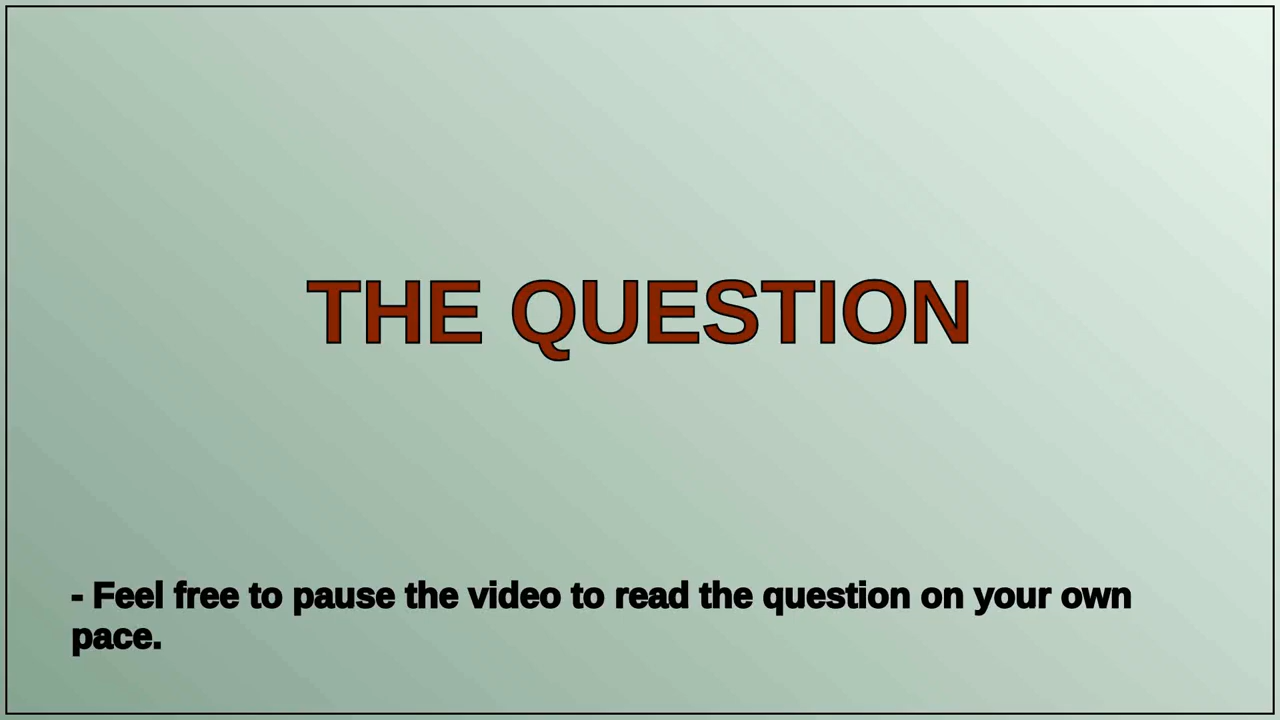 THE QUESTION
- Feel free to pause the video to read the question on your own
pace.